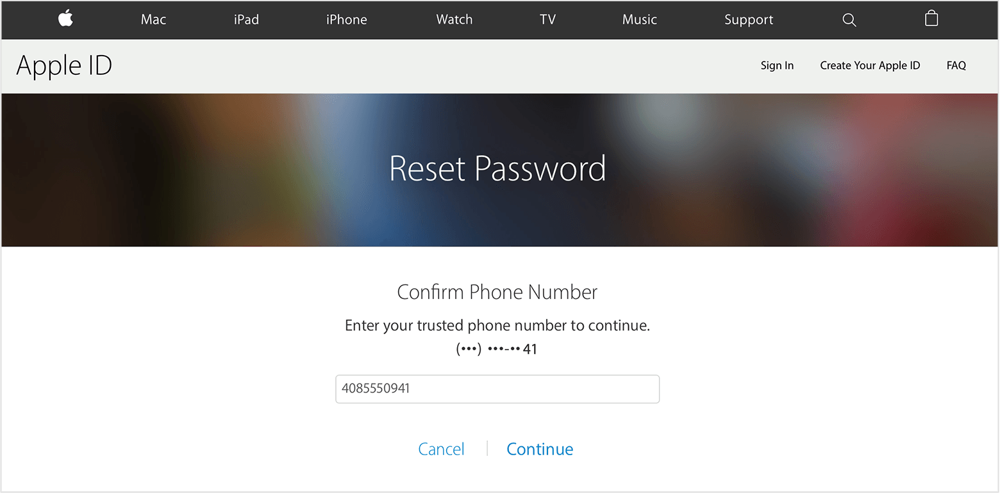 Mac iPad iPhone Watch TV Music Support
Apple ID Sign In Create Your Apple ID FAQ
Reset Password
Confirm Phone Number
Enter your trusted phone number to continue.
(•••) •••-•• 41
4085550941
Cancel | Continue